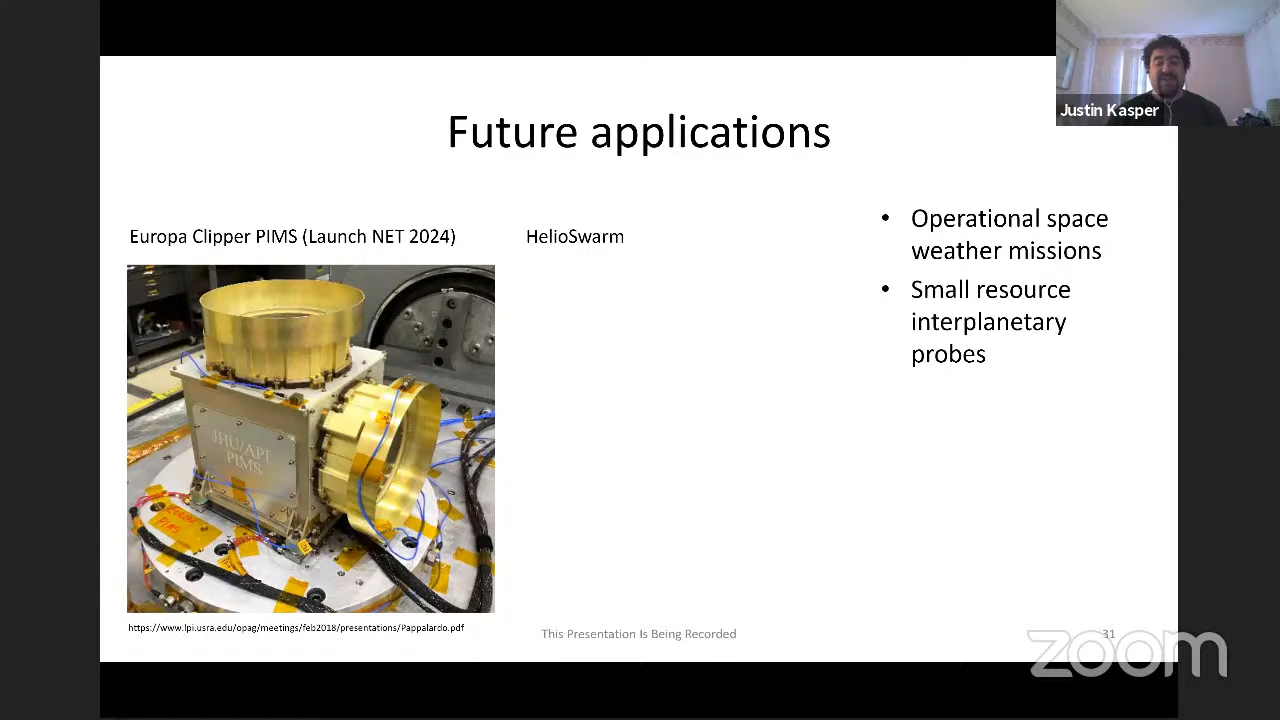 Justin Kasper
Future applications
Europa Clipper PIMS (Launch NET 2024)
HelioSwarm
• Operational space
weather missions
• Small resource
interplanetary
probes
JHU/APL
PIMS
EUROPA
PIMS
https://www.lpi.usra.edu/opag/meetings/feb2018/presentations/Pappalardo.pdf
This Presentation Is Being Recorded
31
zoom